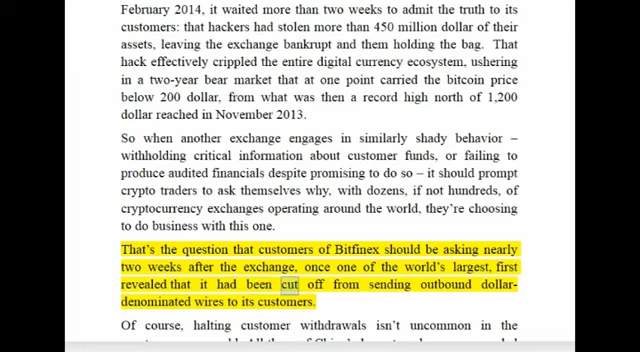 February 2014, it waited more than two weeks to admit the truth to its
customers: that hackers had stolen more than 450 million dollar of their
assets, leaving the exchange bankrupt and them holding the bag. That
hack effectively crippled the entire digital currency ecosystem, ushering
in a two-year bear market that at one point carried the bitcoin price
below 200 dollar, from what was then a record high north of 1,200
dollar reached in November 2013.
So when another exchange engages in similarly shady behavior –
withholding critical information about customer funds, or failing to
produce audited financials despite promising to do so – it should prompt
crypto traders to ask themselves why, with dozens, if not hundreds, of
cryptocurrency exchanges operating around the world, they're choosing
to do business with this one.
That's the question that customers of Bitfinex should be asking nearly
two weeks after the exchange, once one of the world's largest, first
revealed that it had been cut off from sending outbound dollar-
denominated wires to its customers.
Of course, halting customer withdrawals isn't uncommon in the